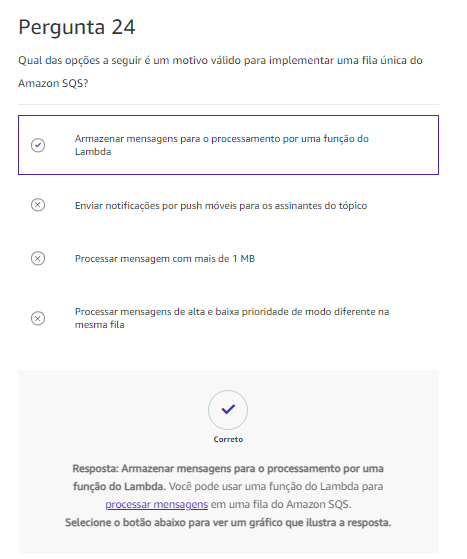 Pergunta 24
Qual das opções a seguir é um motivo válido para implementar uma fila única do
Amazon SQS?
Armazenar mensagens para o processamento por uma função do
Lambda
Enviar notificações por push móveis para os assinantes do tópico
Processar mensagem com mais de 1 MB
Processar mensagens de alta e baixa prioridade de modo diferente na
mesma fila
Correto
Resposta: Armazenar mensagens para o processamento por uma
função do Lambda. Você pode usar uma função do Lambda para
processar mensagens em uma fila do Amazon SQS.
Selecione o botão abaixo para ver um gráfico que ilustra a resposta.